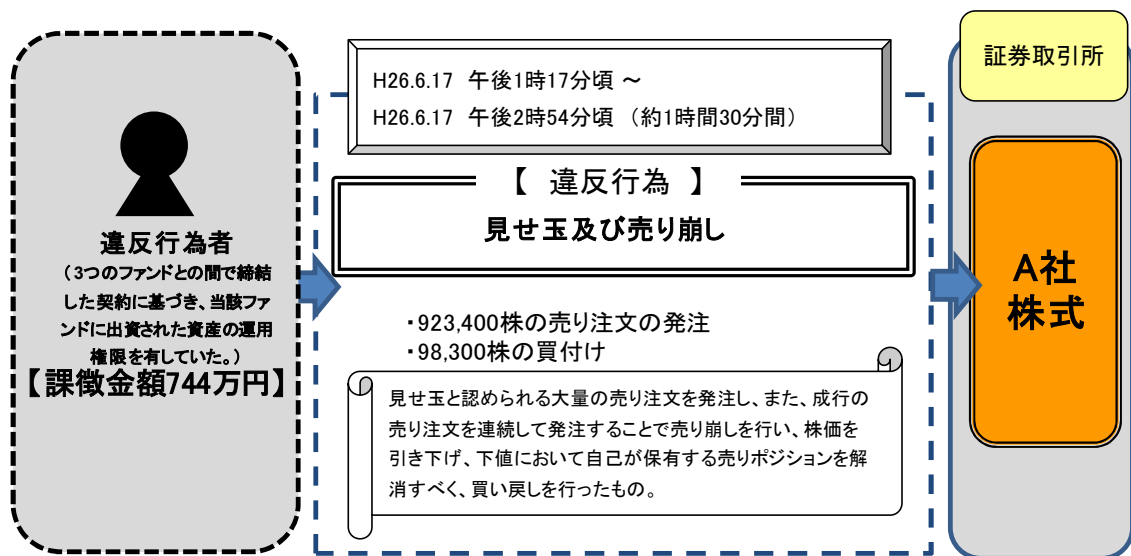 違反行為者
(3つのファンドとの間で締結
した契約に基づき、当該ファ
ンドに出資された資産の運用
権限を有していた。)
【課徴金額744万円】
H26.6.17 午後1時17分頃 ~
H26.6.17 午後2時54分頃 (約1時間30分間)
【 違反行為 】
見せ玉及び売り崩し
・923,400株の売り注文の発注
・98,300株の買付け
見せ玉と認められる大量の売り注文を発注し、また、成行の
売り注文を連続して発注することで売り崩しを行い、株価を
引き下げ、下値において自己が保有する売りポジションを解
消すべく、買い戻しを行ったもの。
証券取引所
A社
株式